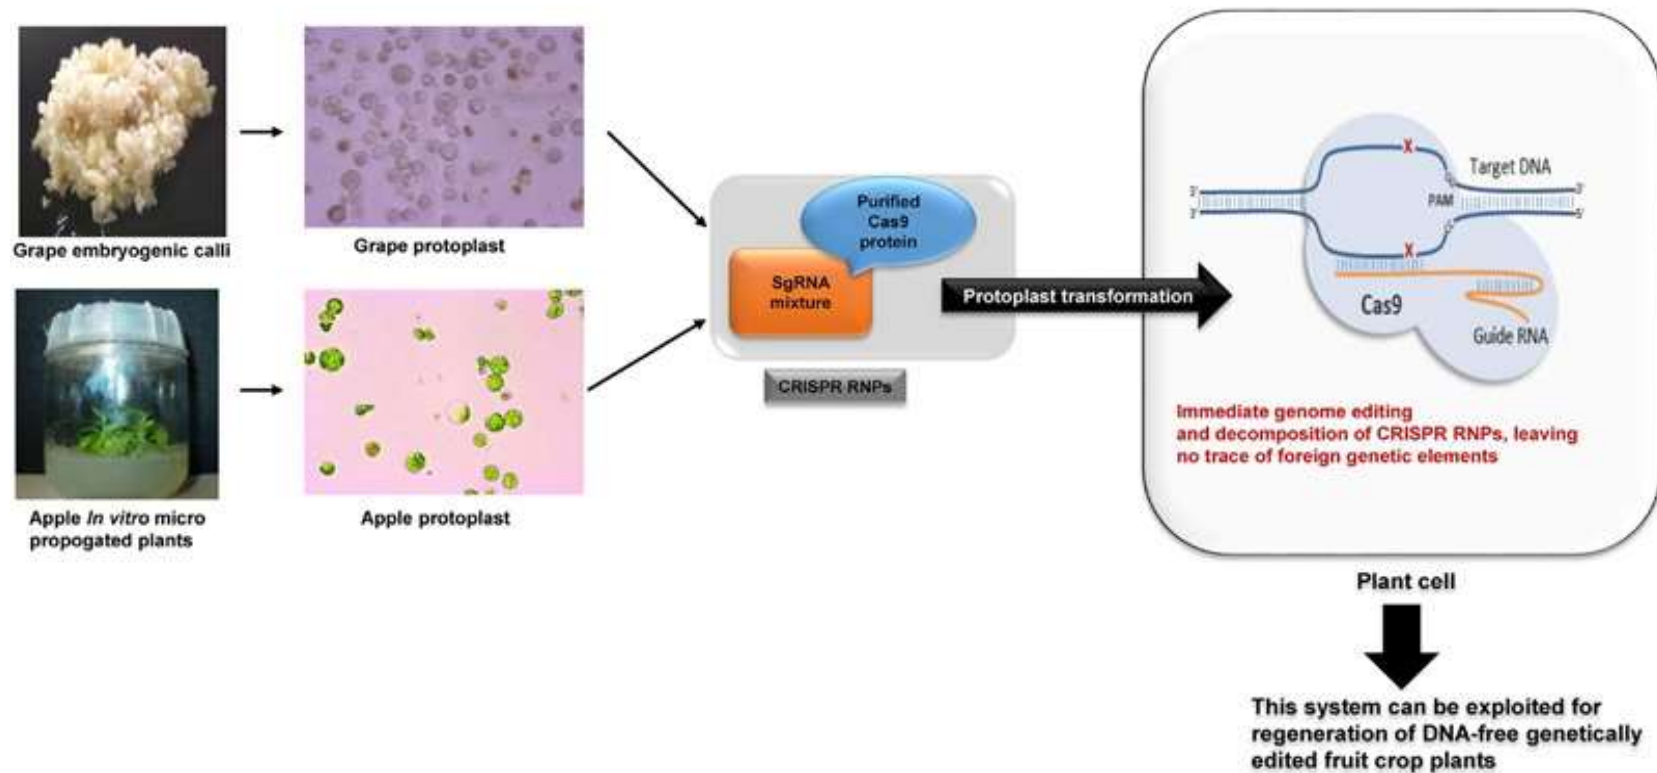 Grape embryogenic calli
Grape protoplast
Apple In vitro micro
propogated plants
Apple protoplast
Purified
Cas9
protein
SgRNA
mixture
CRISPR RNPs
Protoplast transformation
Target DNA
PAM
3'
5'
Cas9
Guide RNA
Immediate genome editing
and decomposition of CRISPR RNPs, leaving
no trace of foreign genetic elements
Plant cell
This system can be exploited for
regeneration of DNA-free genetically
edited fruit crop plants